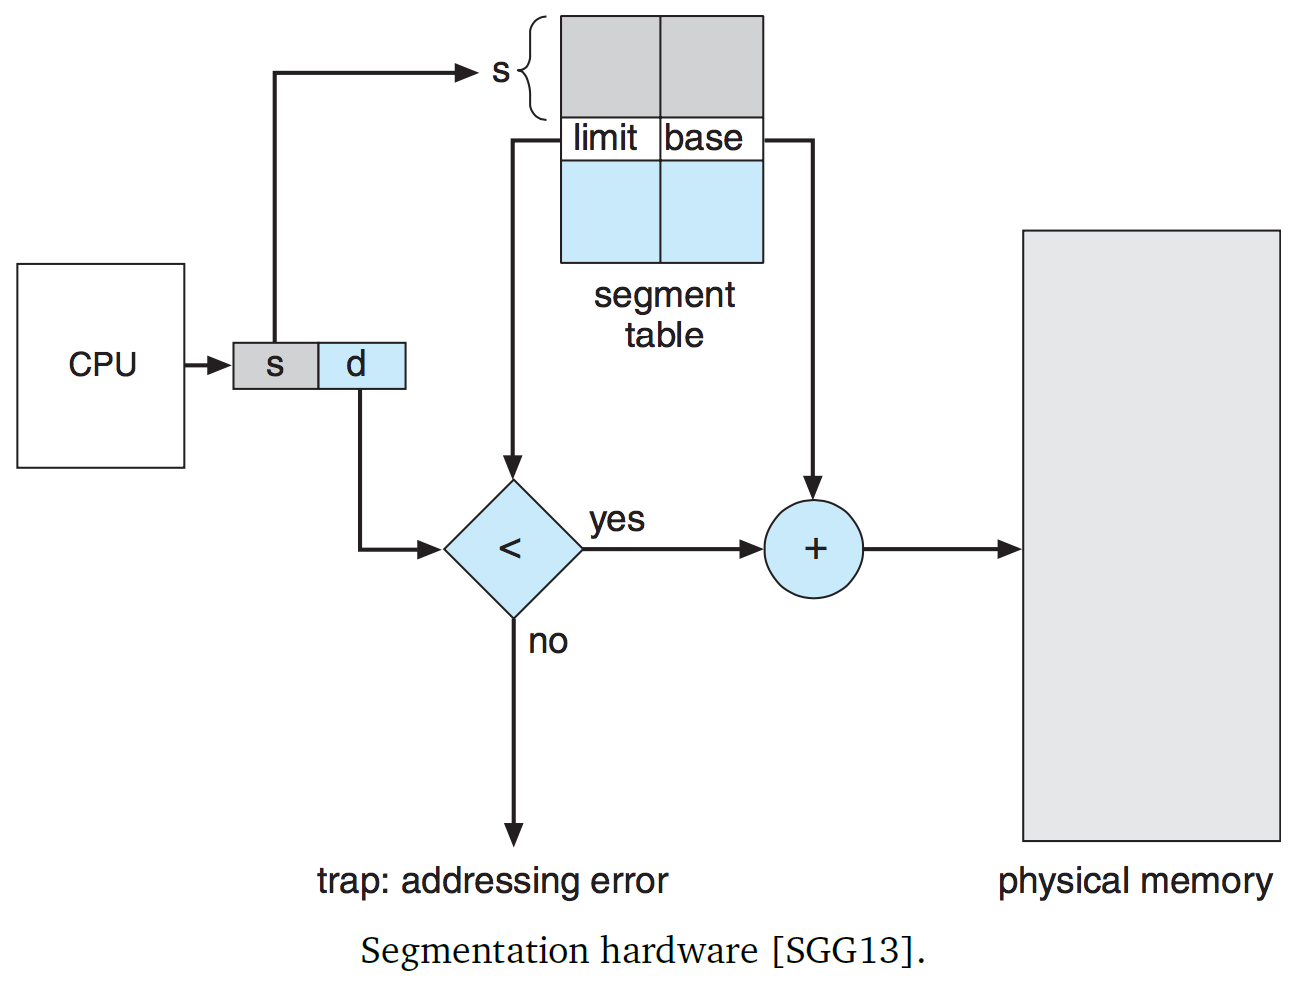 s
limit base
segment
table
CPU
s d
<
yes
+
no
trap: addressing error
physical memory
Segmentation hardware [SGG13].